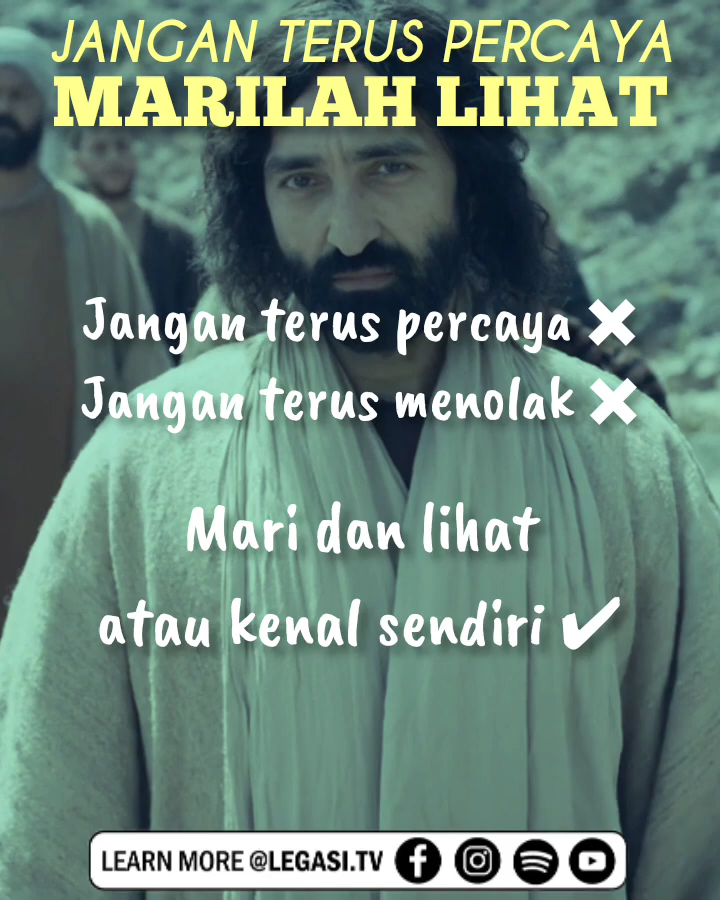 JANGAN TERUS PERCAYA
MARILAH LIHAT
Jangan terus percaya ❌
Jangan terus menolak ❌
Mari dan lihat
atau kenal sendiri ✔
LEARN MORE @LEGASI.TV